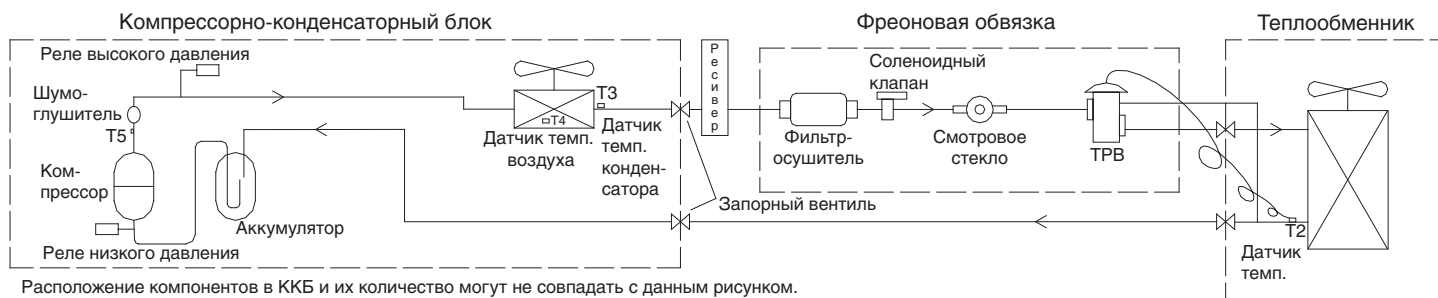 Компрессорно-конденсаторный блок
Фреоновая обвязка
Теплообменник
Реле высокого давления
Шумо-
глушитель
T5
Ком-
прессор
Аккумулятор
Реле низкого давления
T4
Датчик темп.
воздуха
T3
Датчик
темп.
конден-
сатора
Ресивер
Запорный вентиль
Фильтр-
осушитель
Соленоидный
клапан
Смотровое
стекло
ТРВ
T2
Датчик
темп.
Расположение компонентов в ККБ и их количество могут не совпадать с данным рисунком.